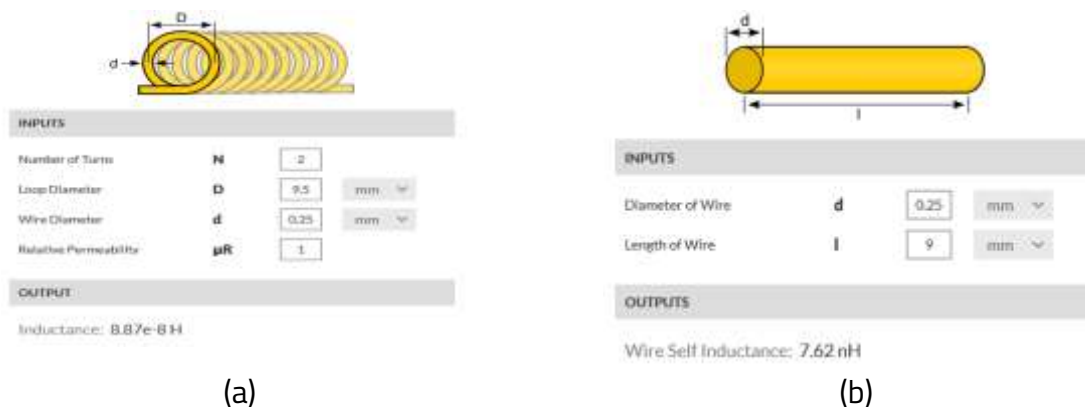 D
d
INPUTS
Number of Turns N 2
Loop Diameter D 9.5 mm
Wire Diameter d 0.25 mm
Relative Permeability μR 1
OUTPUT
Inductance: 8.87e-8 H
(a)
d
l
INPUTS
Diameter of Wire d 0.25 mm
Length of Wire l 9 mm
OUTPUTS
Wire Self Inductance: 7.62 nH
(b)